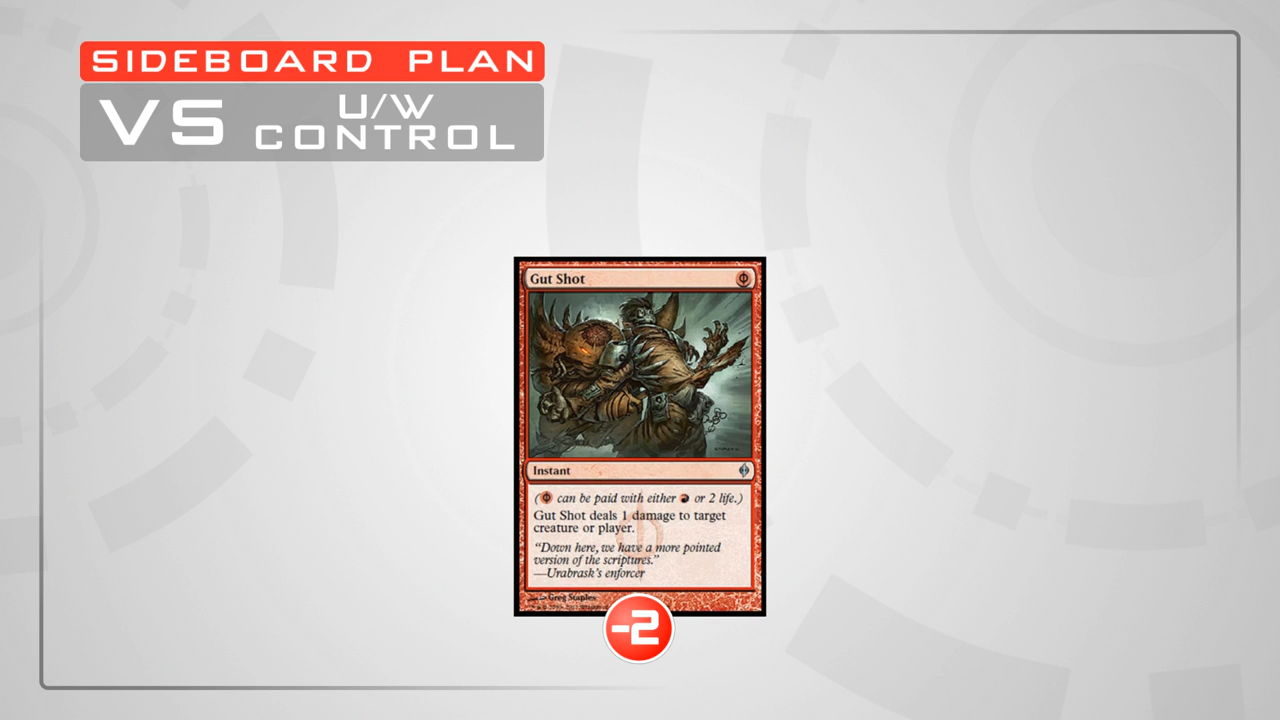 SIDEBOARD PLAN
VS U/W CONTROL
Gut Shot
Instant
( can be paid with either or 2 life.)
Gut Shot deals 1 damage to target
creature or player.
"Down here, we have a more pointed
version of the scriptures."
—Urabrask's enforcer
Greg Staples
-2